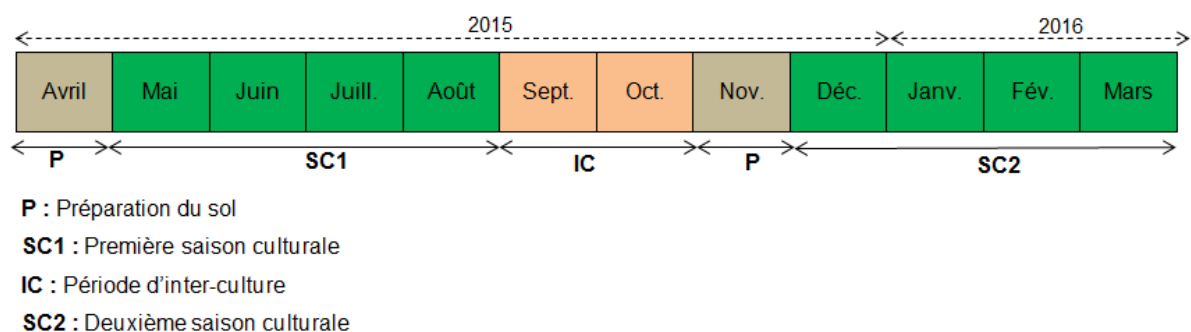 2015 2016
Avril Mai Juin Juill. Août Sept. Oct. Nov. Déc. Janv. Fév. Mars
P SC1 IC P SC2
P : Préparation du sol
SC1 : Première saison culturale
IC : Période d'inter-culture
SC2 : Deuxième saison culturale